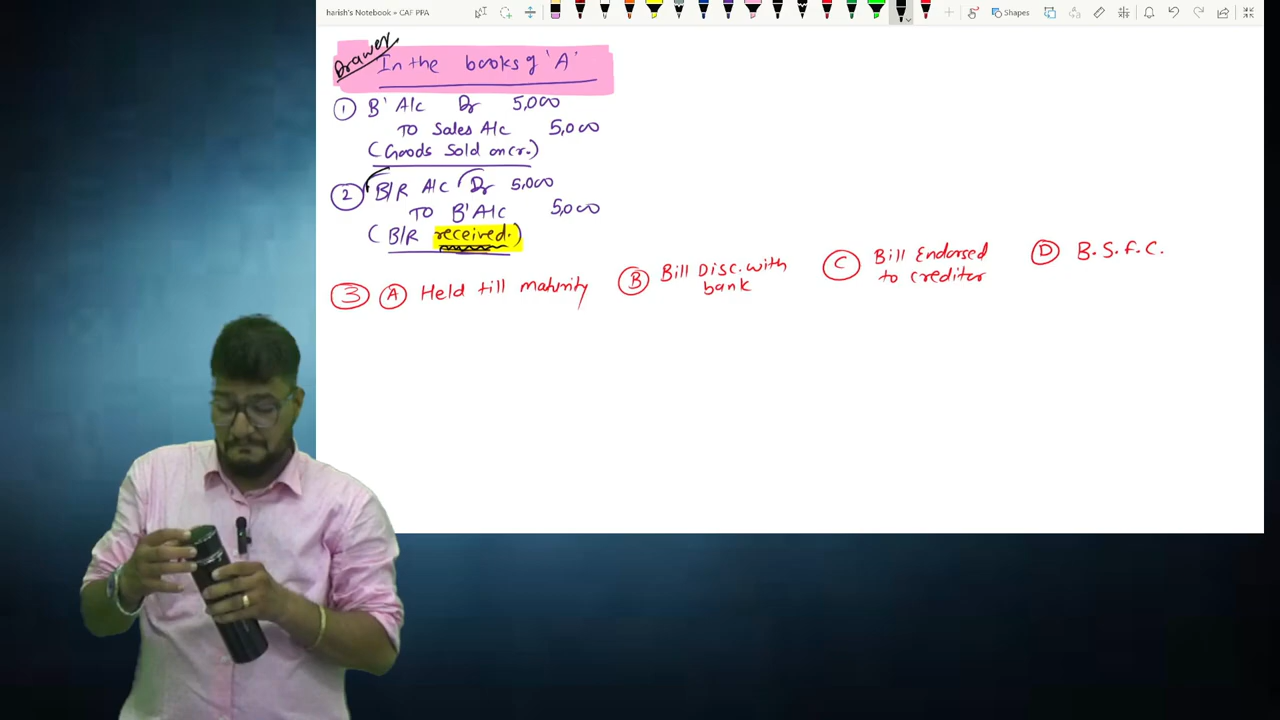 harish's Notebook » CAF PPA
Shapes
Drawer
In the books of 'A'
1 B' A/c Dr 5,000
To Sales A/c 5,000
(Goods Sold on cr.)
2 B/R A/c Dr 5,000
To B' A/c 5,000
(B/R received.)
3 A Held till maturity
B Bill Disc. with
bank
C Bill Endorsed
to creditor
D B.S.F.C.